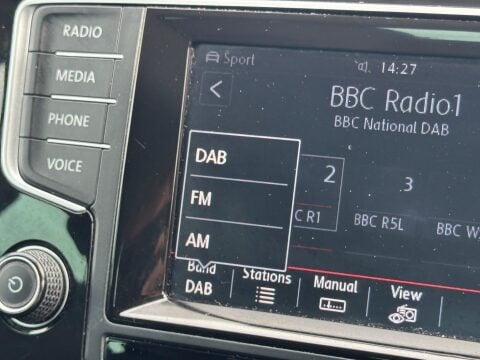 RADIO
MEDIA
PHONE
VOICE
Sport
14:27
BBC Radio1
BBC National DAB
DAB
FM
AM
2
3
C R1
BBC R5L
BBC W
Band
DAB
Stations
Manual
View